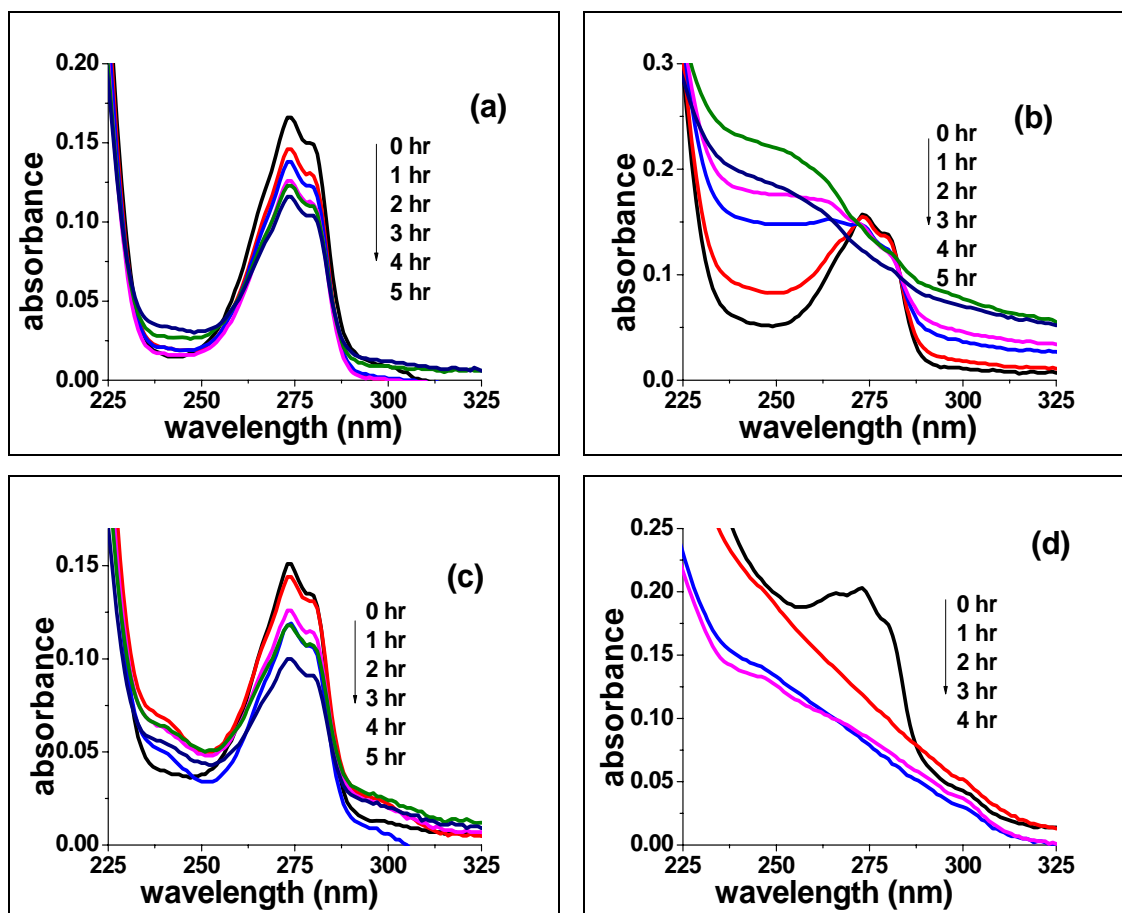 (a)
0.20
0.15
0.10
0.05
0.00
absorbance
0 hr
1 hr
2 hr
3 hr
4 hr
5 hr
225 250 275 300 325
wavelength (nm)
(b)
0.3
0.2
0.1
0.0
absorbance
0 hr
1 hr
2 hr
3 hr
4 hr
5 hr
225 250 275 300 325
wavelength (nm)
(c)
0.15
0.10
0.05
0.00
absorbance
0 hr
1 hr
2 hr
3 hr
4 hr
5 hr
225 250 275 300 325
wavelength (nm)
(d)
0.25
0.20
0.15
0.10
0.05
0.00
absorbance
0 hr
1 hr
2 hr
3 hr
4 hr
225 250 275 300 325
wavelength (nm)